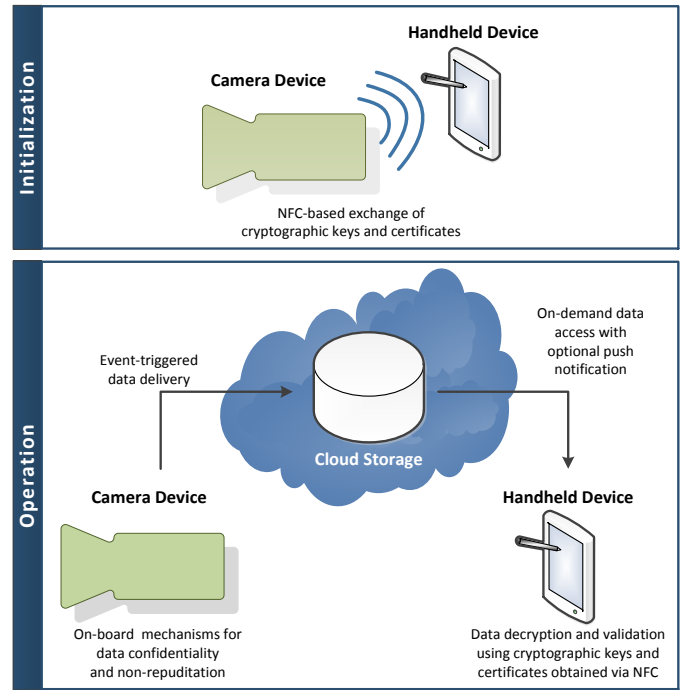 Initialization
Handheld Device
Camera Device
NFC-based exchange of
cryptographic keys and certificates
Operation
Event-triggered
data delivery
On-demand data
access with
optional push
notification
Cloud Storage
Camera Device
Handheld Device
On-board mechanisms for
data confidentiality
and non-repuditation
Data decryption and validation
using cryptographic keys and
certificates obtained via NFC